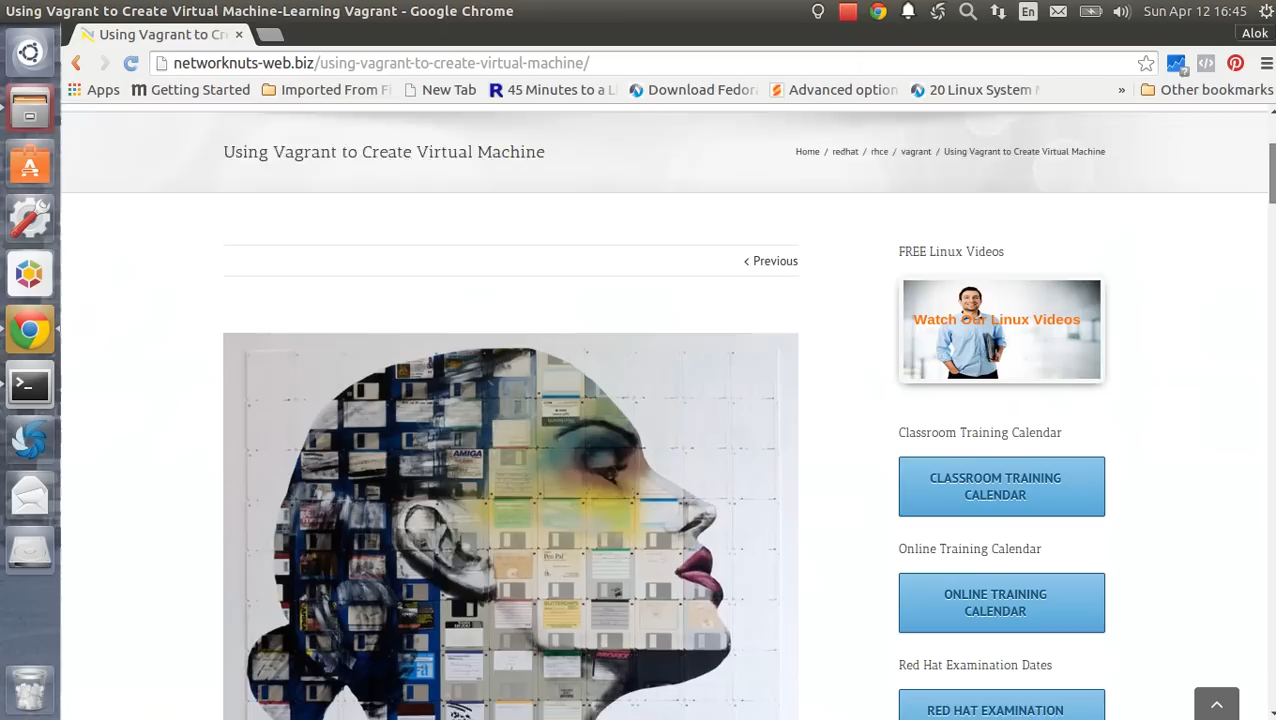 Using Vagrant to Create Virtual Machine-Learning Vagrant - Google Chrome
En
Sun Apr 12 16:45
Using Vagrant to Cr
Alok
networknuts-web.biz/using-vagrant-to-create-virtual-machine/
Apps
Getting Started
Imported From Fi
New Tab
45 Minutes to a L
Download Fedor
Advanced option
20 Linux System M
»
Other bookmarks
Using Vagrant to Create Virtual Machine
Home / redhat / rhce / vagrant / Using Vagrant to Create Virtual Machine
Previous
FREE Linux Videos
Watch Our Linux Videos
AMIGA
Classroom Training Calendar
CLASSROOM TRAINING
CALENDAR
Online Training Calendar
ONLINE TRAINING
CALENDAR
Red Hat Examination Dates
RED HAT EXAMINATION